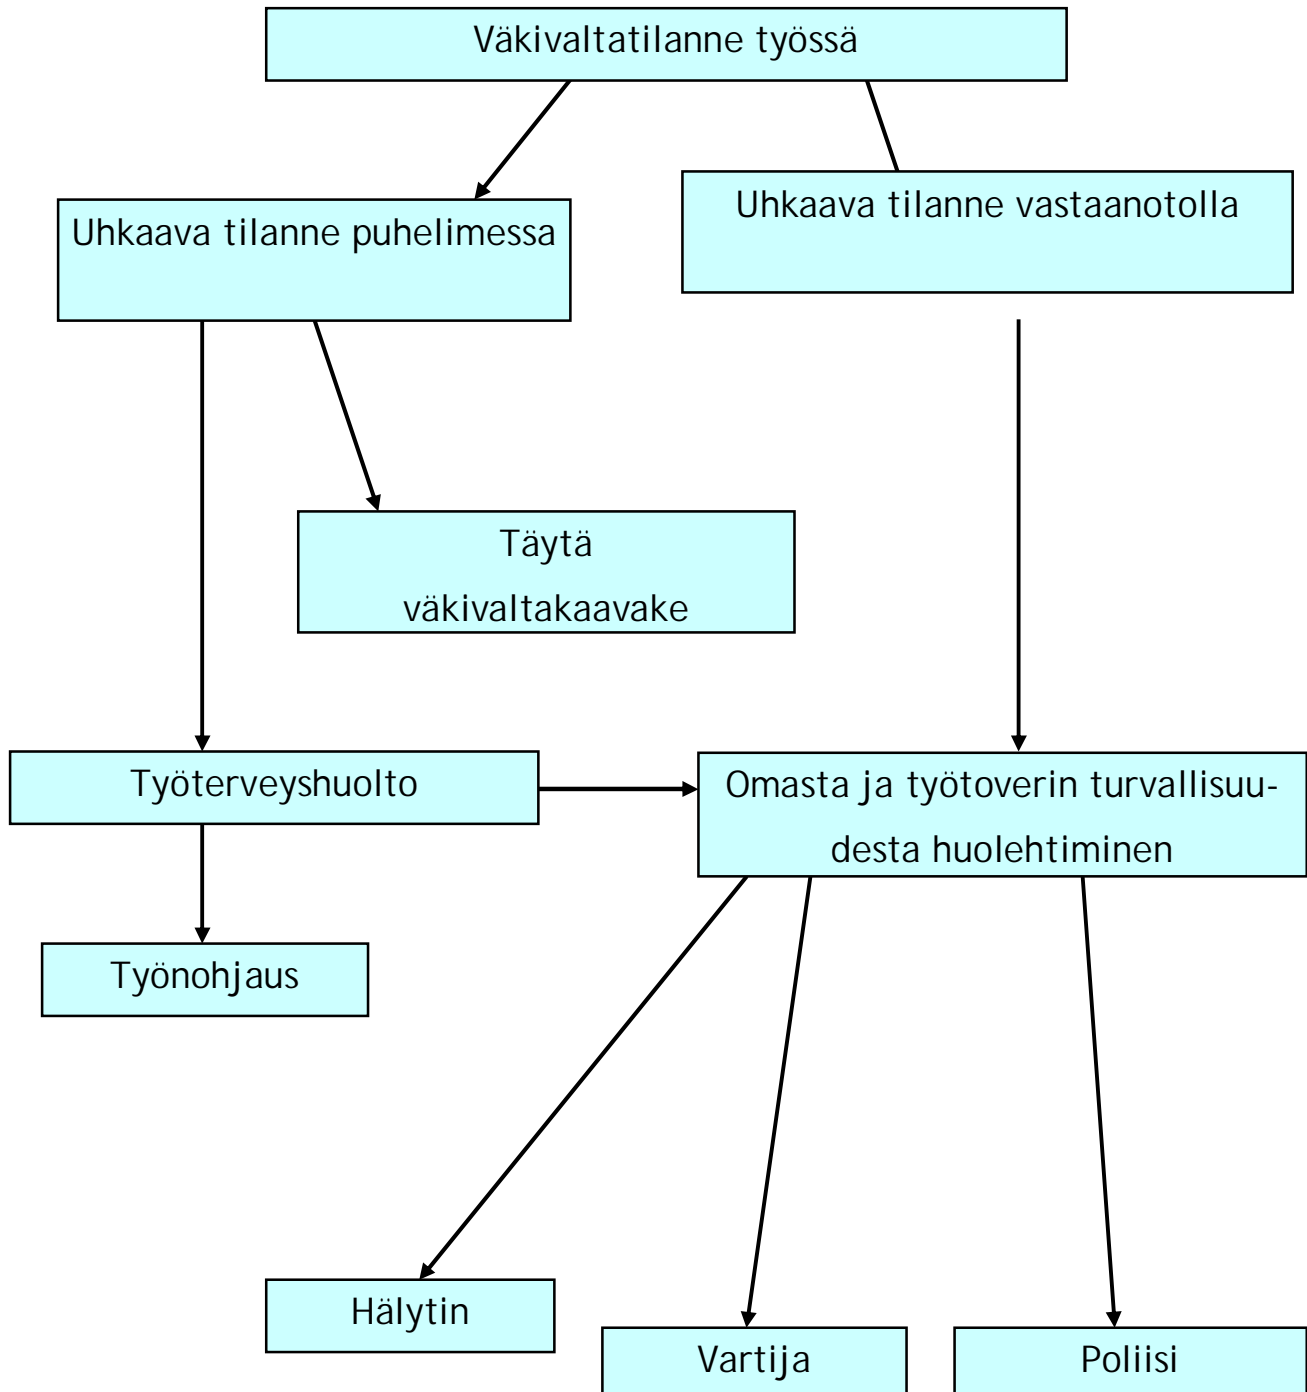 Väkivaltatilanne työssä
Uhkaava tilanne puhelimessa
Uhkaava tilanne vastaanotolla
Täytä
väkivaltakaavake
Työterveyshuolto
Omasta ja työtoverin turvallisuu-
desta huolehtiminen
Työnohjaus
Hälytin
Vartija
Poliisi